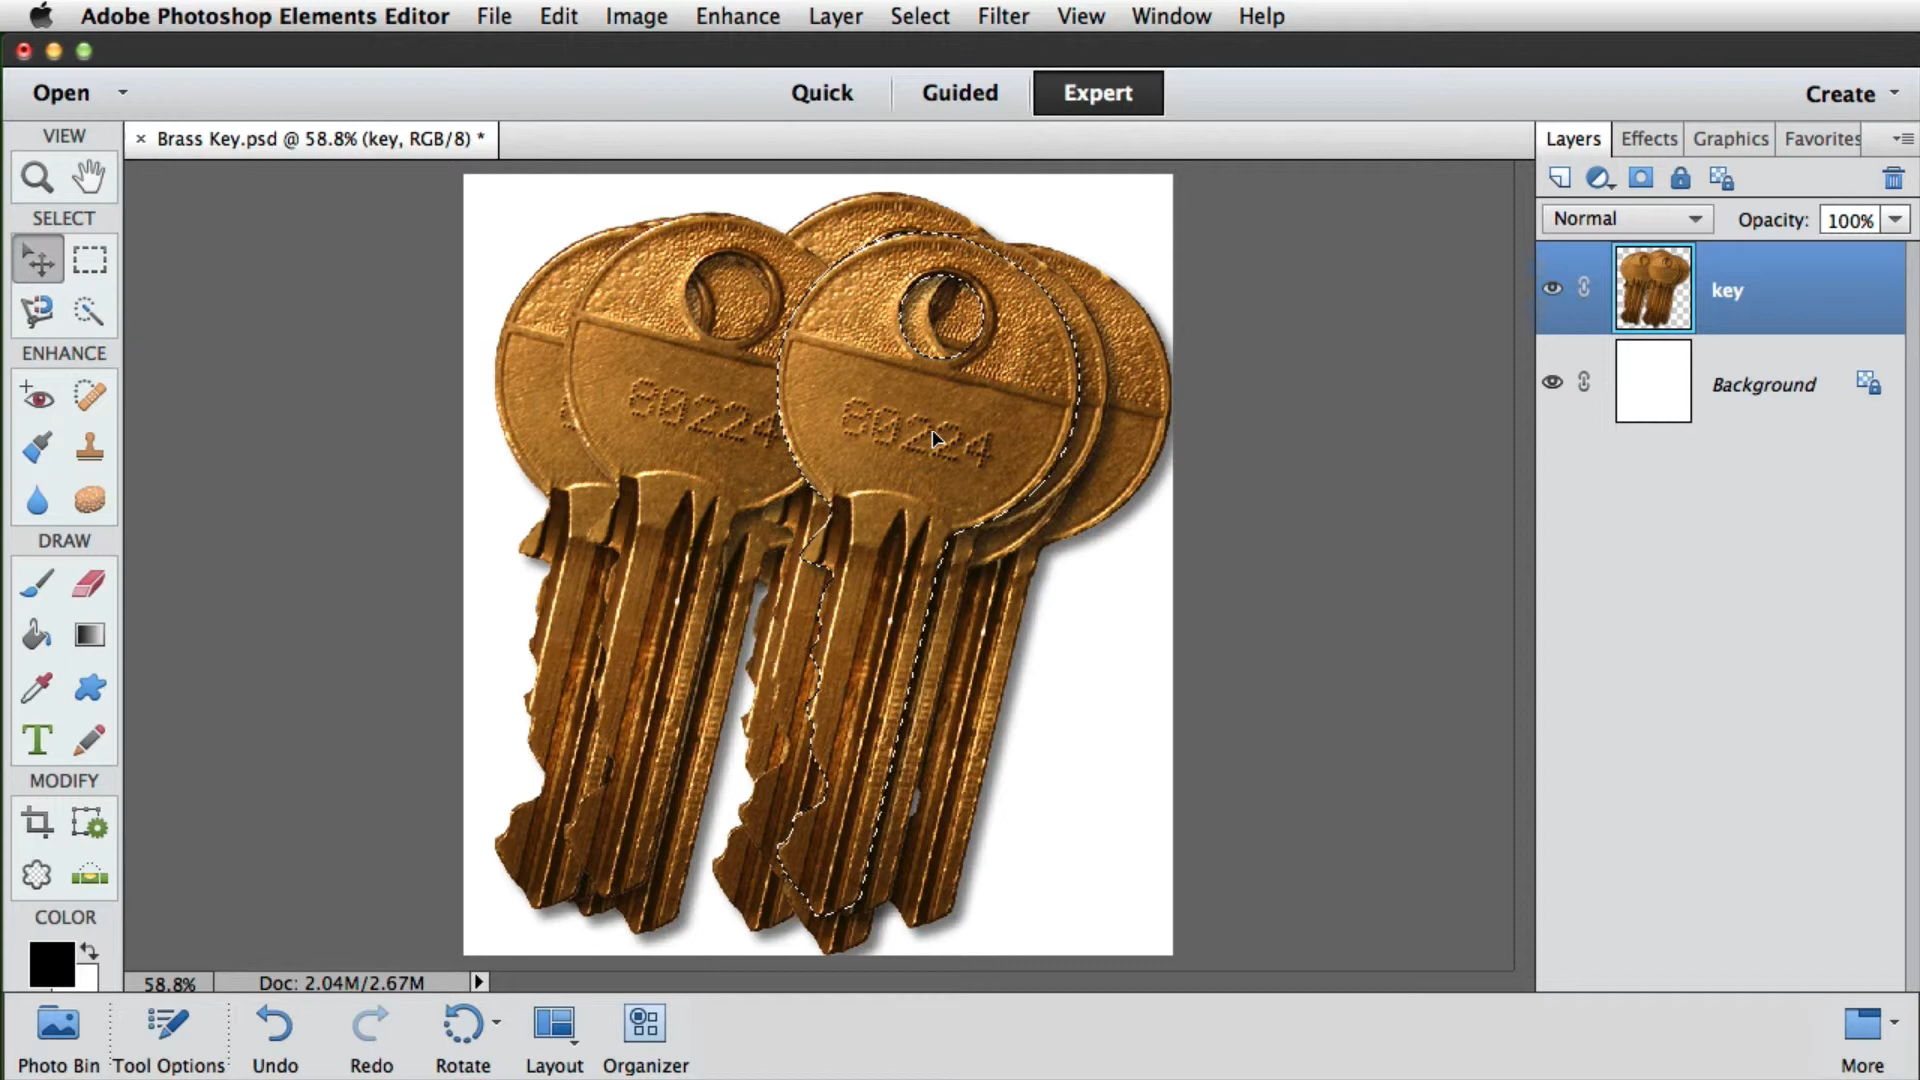 Adobe Photoshop Elements Editor File Edit Image Enhance Layer Select Filter View Window Help
Open Quick Guided Expert Create
VIEW
× Brass Key.psd @ 58.8% (key, RGB/8) *
Layers Effects Graphics Favorites
SELECT
Normal Opacity: 100%
key
ENHANCE
Background
80224
80224
DRAW
T
MODIFY
COLOR
58.8% Doc: 2.04M/2.67M
Photo Bin Tool Options Undo Redo Rotate Layout Organizer More